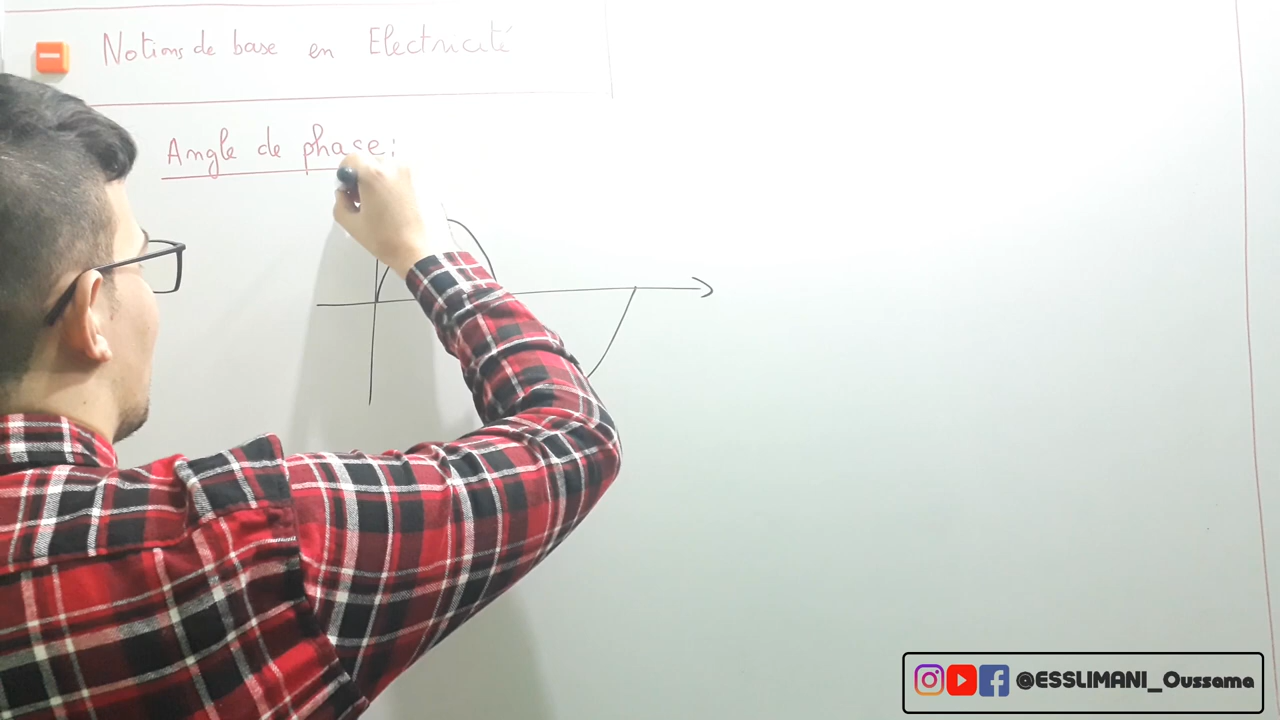 Notions de base en Electricité
Angle de phase :
@ESSLIMANI_Oussama